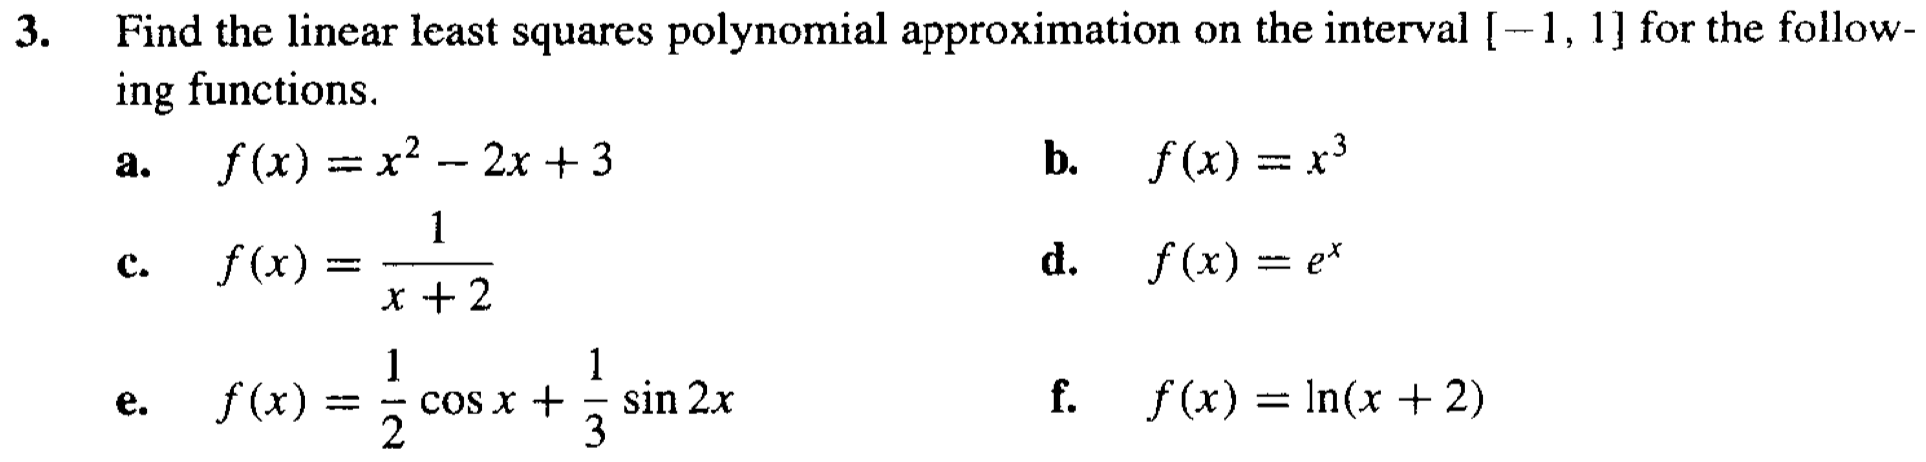 3. Find the linear least squares polynomial approximation on the interval [−1, 1] for the follow-
ing functions.
a. f(x) = x² − 2x + 3
b. f(x) = x³
c. f(x) = 1/(x + 2)
d. f(x) = eˣ
e. f(x) = 1/2 cos x + 1/3 sin 2x
f. f(x) = ln(x + 2)